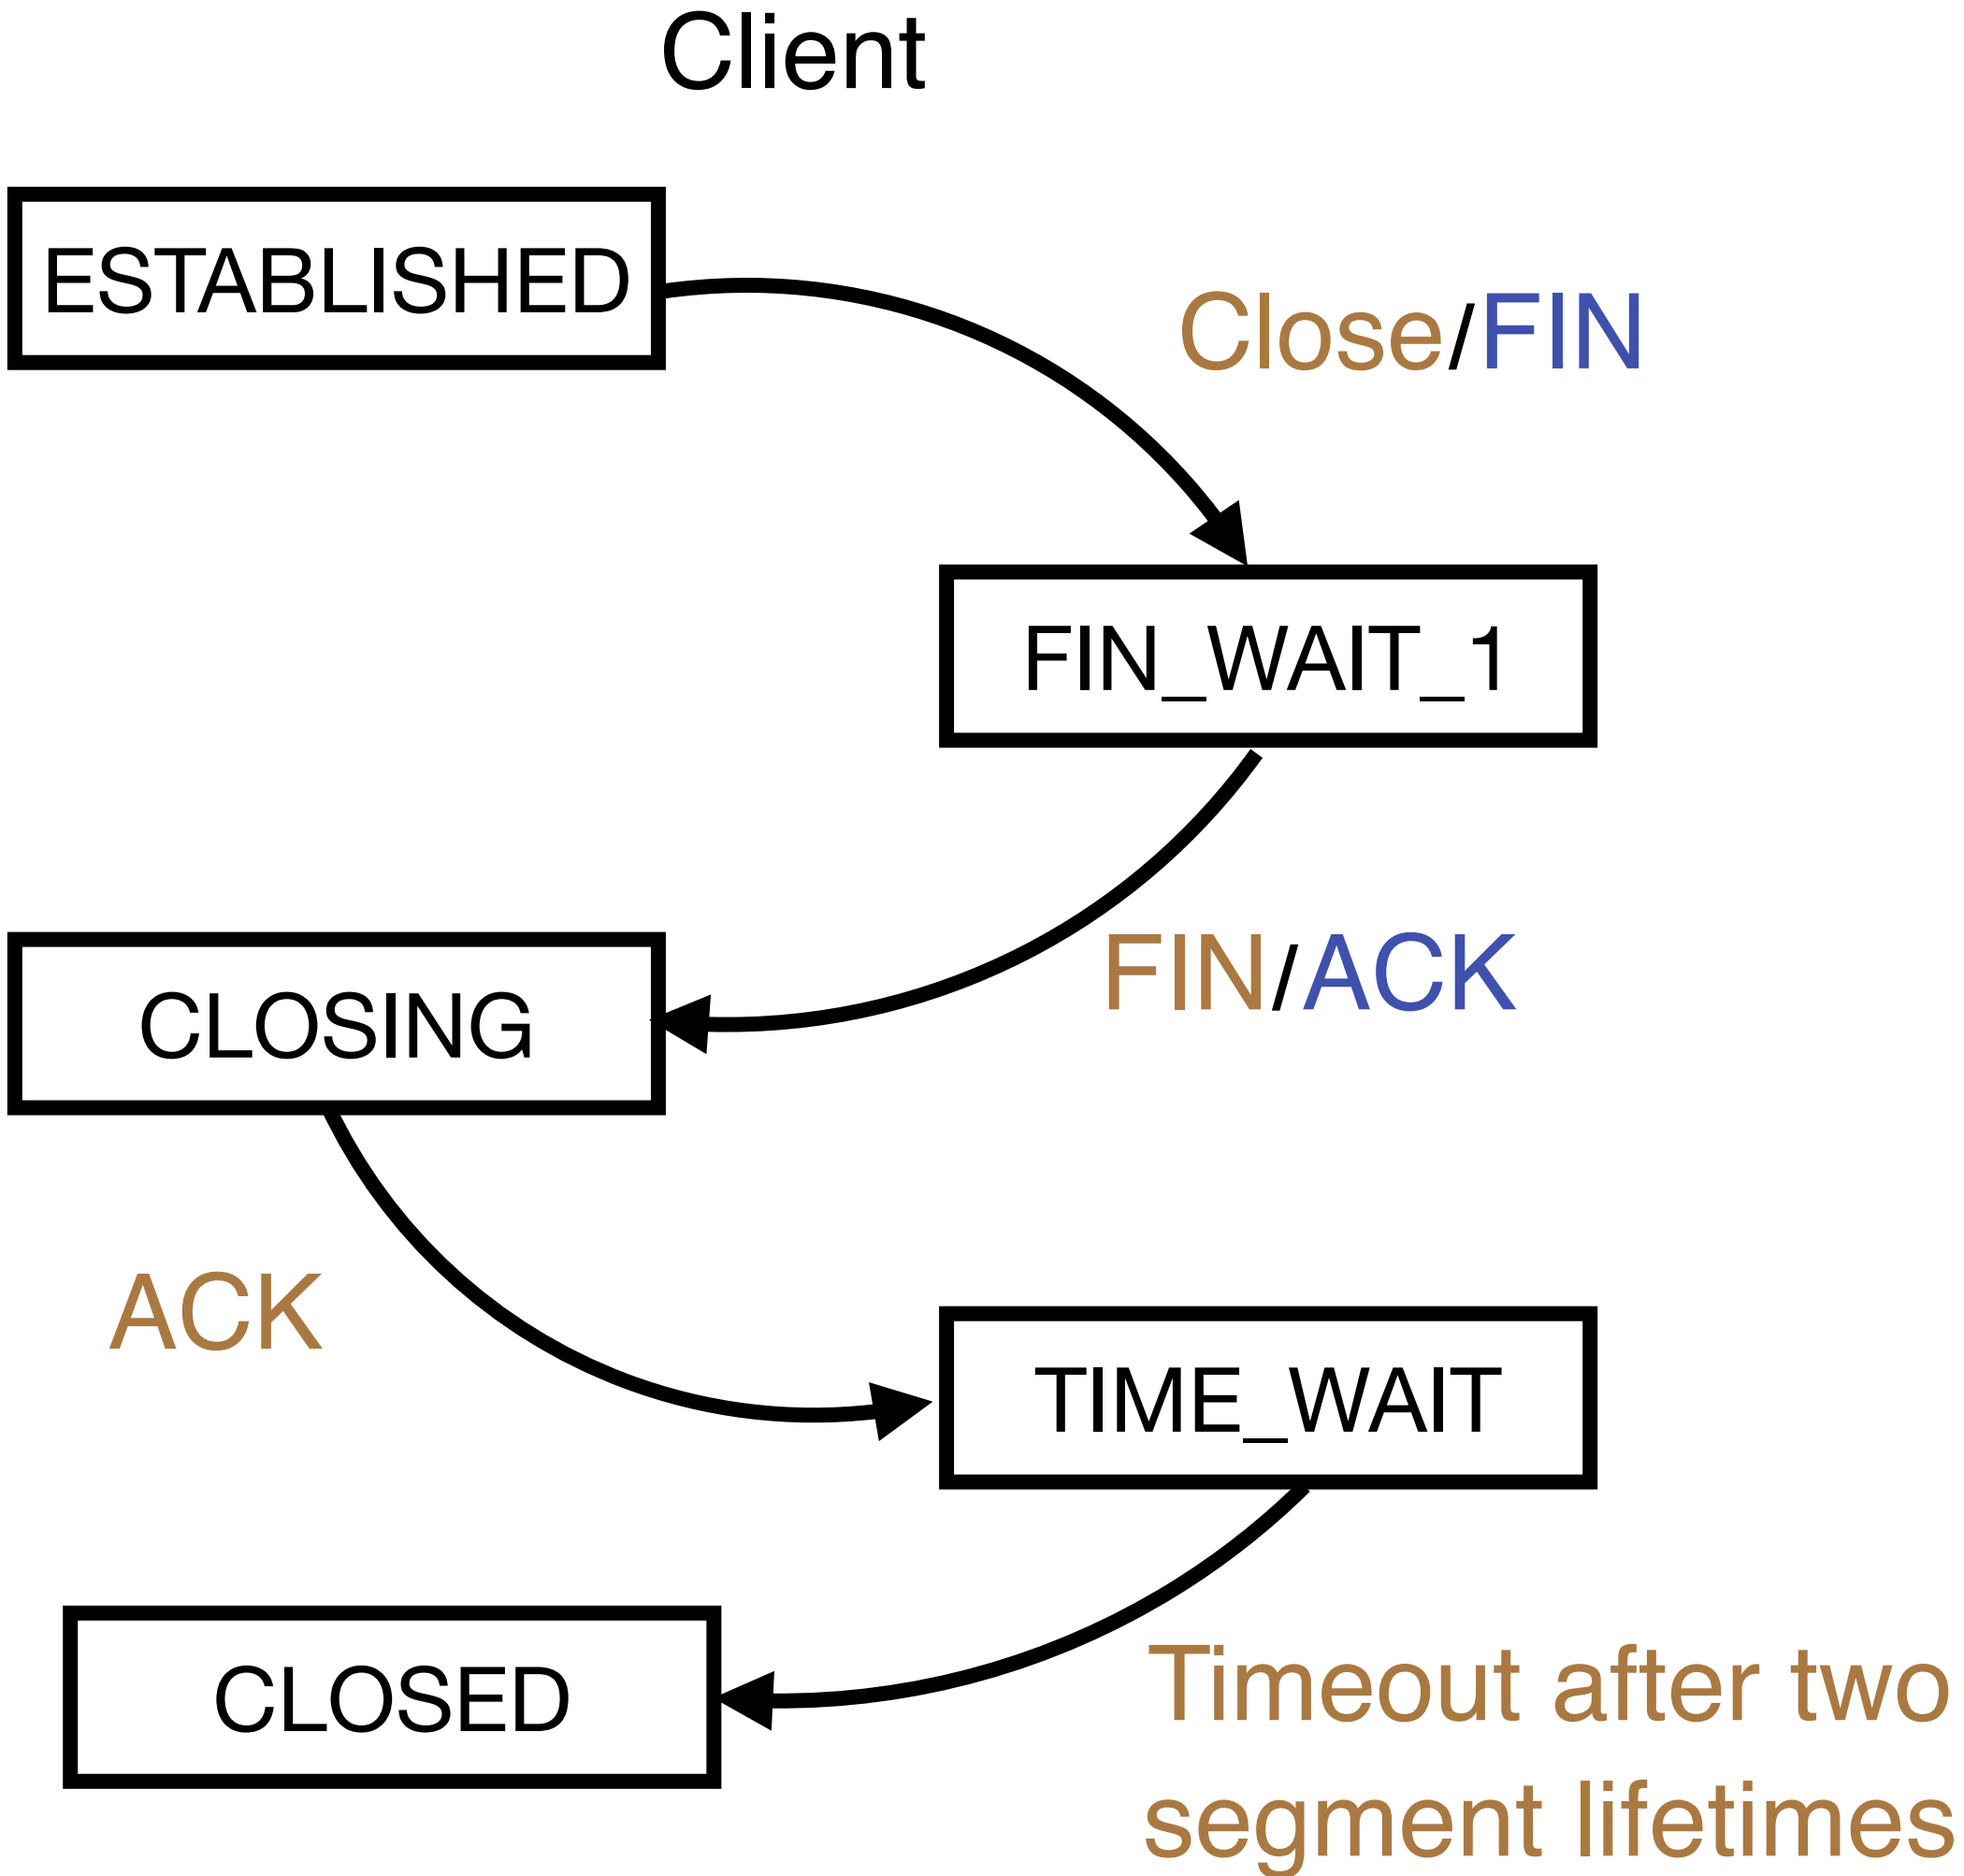 Client
ESTABLISHED
Close/FIN
FIN_WAIT_1
CLOSING
FIN/ACK
ACK
TIME_WAIT
CLOSED
Timeout after two
segment lifetimes